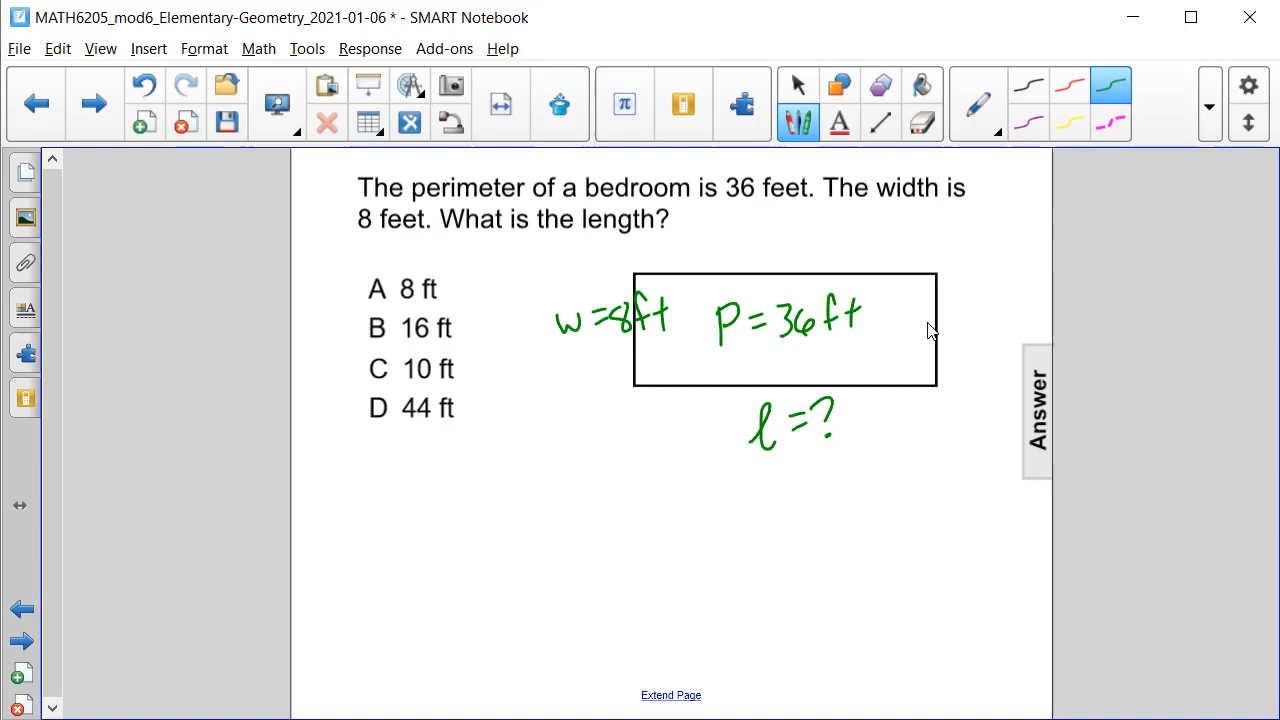 MATH6205_mod6_Elementary-Geometry_2021-01-06 * - SMART Notebook
File Edit View Insert Format Math Tools Response Add-ons Help
The perimeter of a bedroom is 36 feet. The width is
8 feet. What is the length?
A 8 ft
B 16 ft
C 10 ft
D 44 ft
w=8ft P=36ft
l=?
Answer
Extend Page